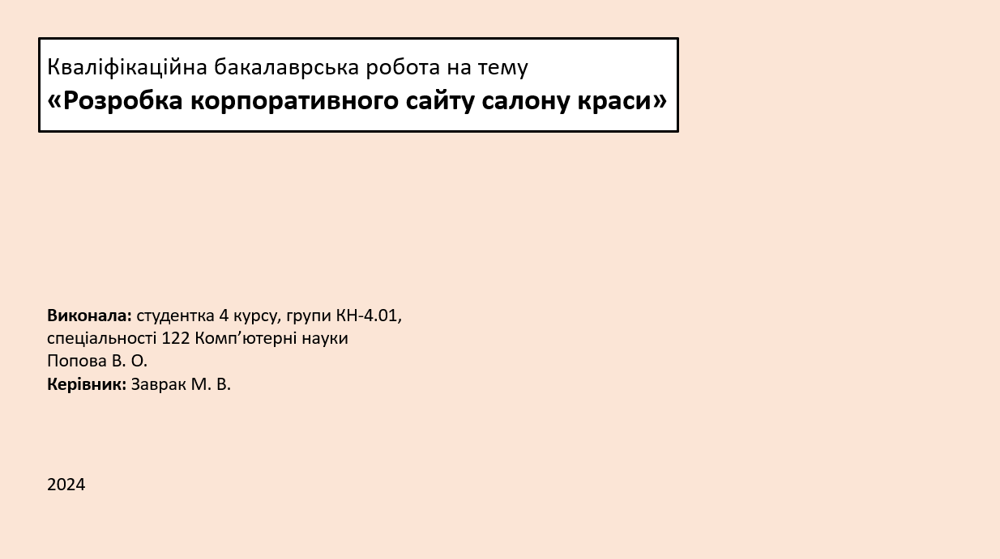 Кваліфікаційна бакалаврська робота на тему
«Розробка корпоративного сайту салону краси»
Виконала: студентка 4 курсу, групи КН-4.01,
спеціальності 122 Комп’ютерні науки
Попова В. О.
Керівник: Заврак М. В.
2024